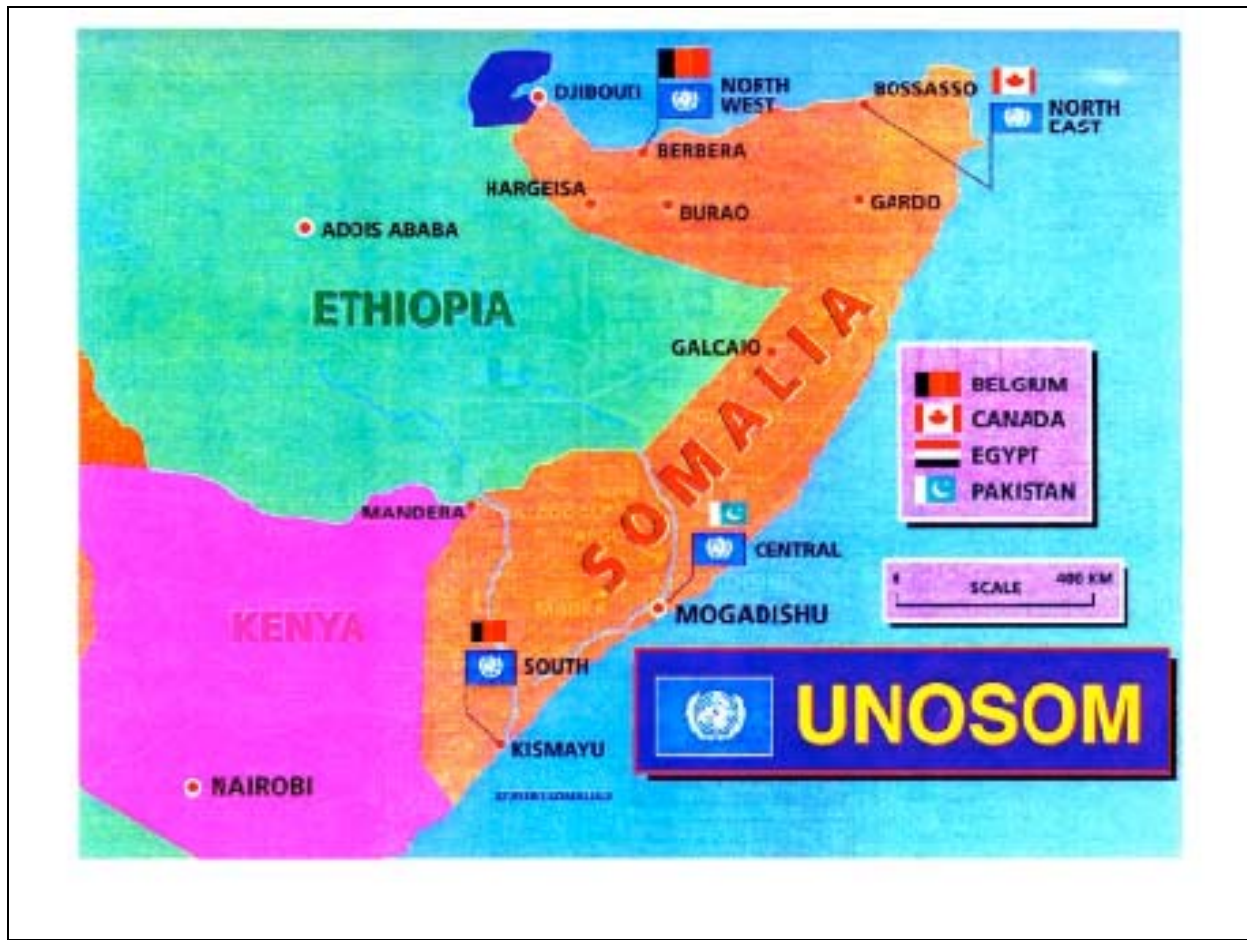 DJIBOUTI
NORTH
WEST
BOSSASSO
NORTH
EAST
BERBERA
HARGEISA
BURAO
GARDO
ADDIS ABABA
ETHIOPIA
GALCAIO
SOMALIA
BELGIUM
CANADA
EGYPT
PAKISTAN
MANDERA
CENTRAL
SCALE
400 KM
MOGADISHU
KENYA
SOUTH
UNOSOM
KISMAYU
NAIROBI